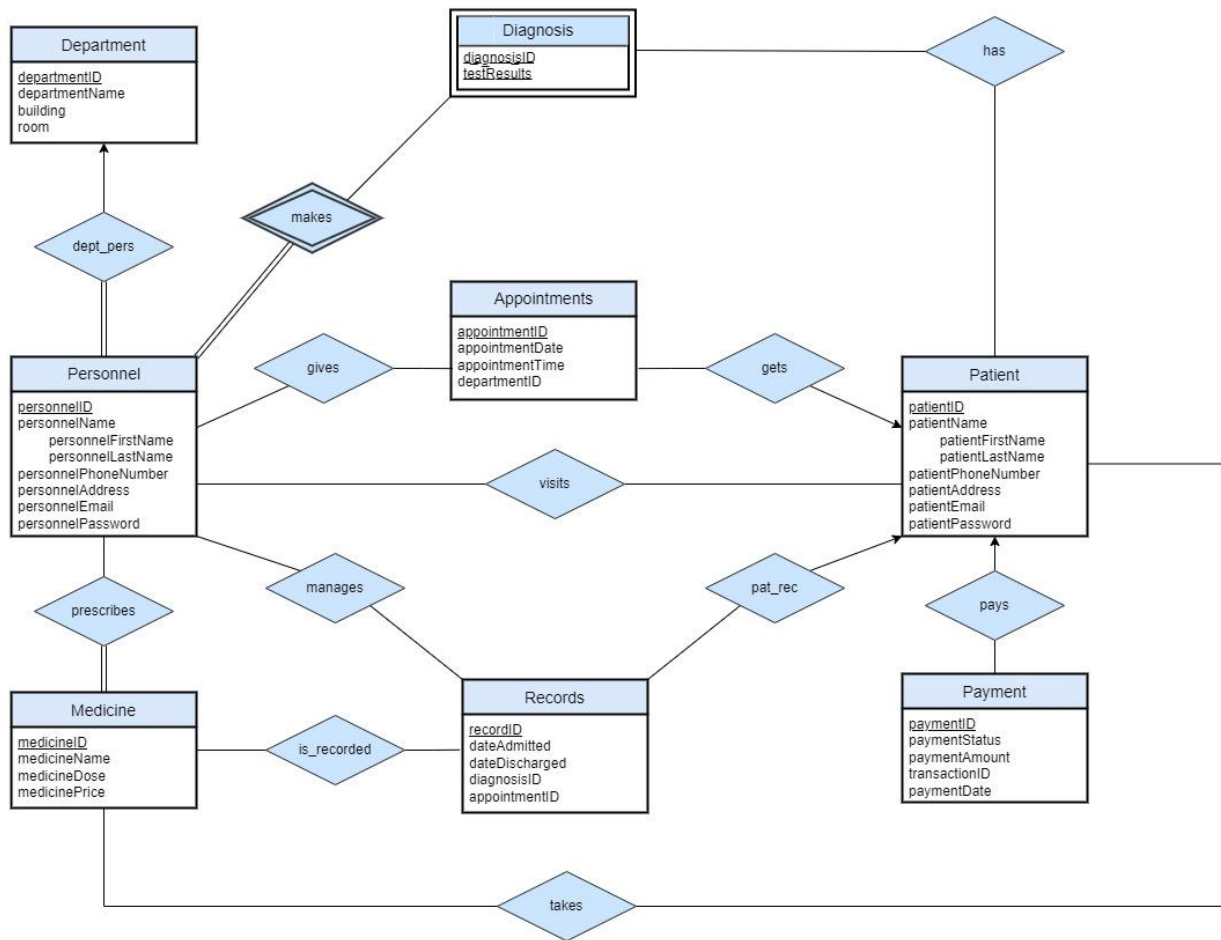 Department
departmentID
departmentName
building
room
Diagnosis
diagnosisID
testResults
has
makes
dept_pers
Appointments
appointmentID
appointmentDate
appointmentTime
departmentID
gives
gets
Personnel
personnelID
personnelName
personnelFirstName
personnelLastName
personnelPhoneNumber
personnelAddress
personnelEmail
personnelPassword
Patient
patientID
patientName
patientFirstName
patientLastName
patientPhoneNumber
patientAddress
patientEmail
patientPassword
visits
manages
pat_rec
prescribes
pays
Medicine
medicineID
medicineName
medicineDose
medicinePrice
is_recorded
Records
recordID
dateAdmitted
dateDischarged
diagnosisID
appointmentID
Payment
paymentID
paymentStatus
paymentAmount
transactionID
paymentDate
takes